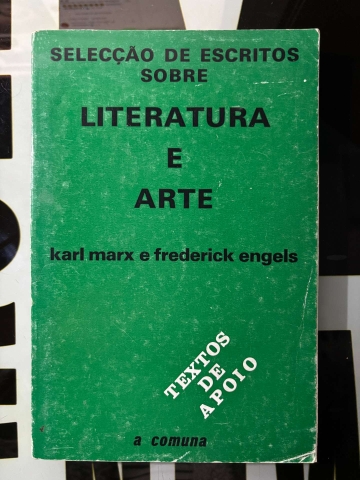 SELECÇÃO DE ESCRITOS
SOBRE
LITERATURA
E
ARTE
karl marx e frederick engels
TEXTOS
DE
APOIO
a comuna